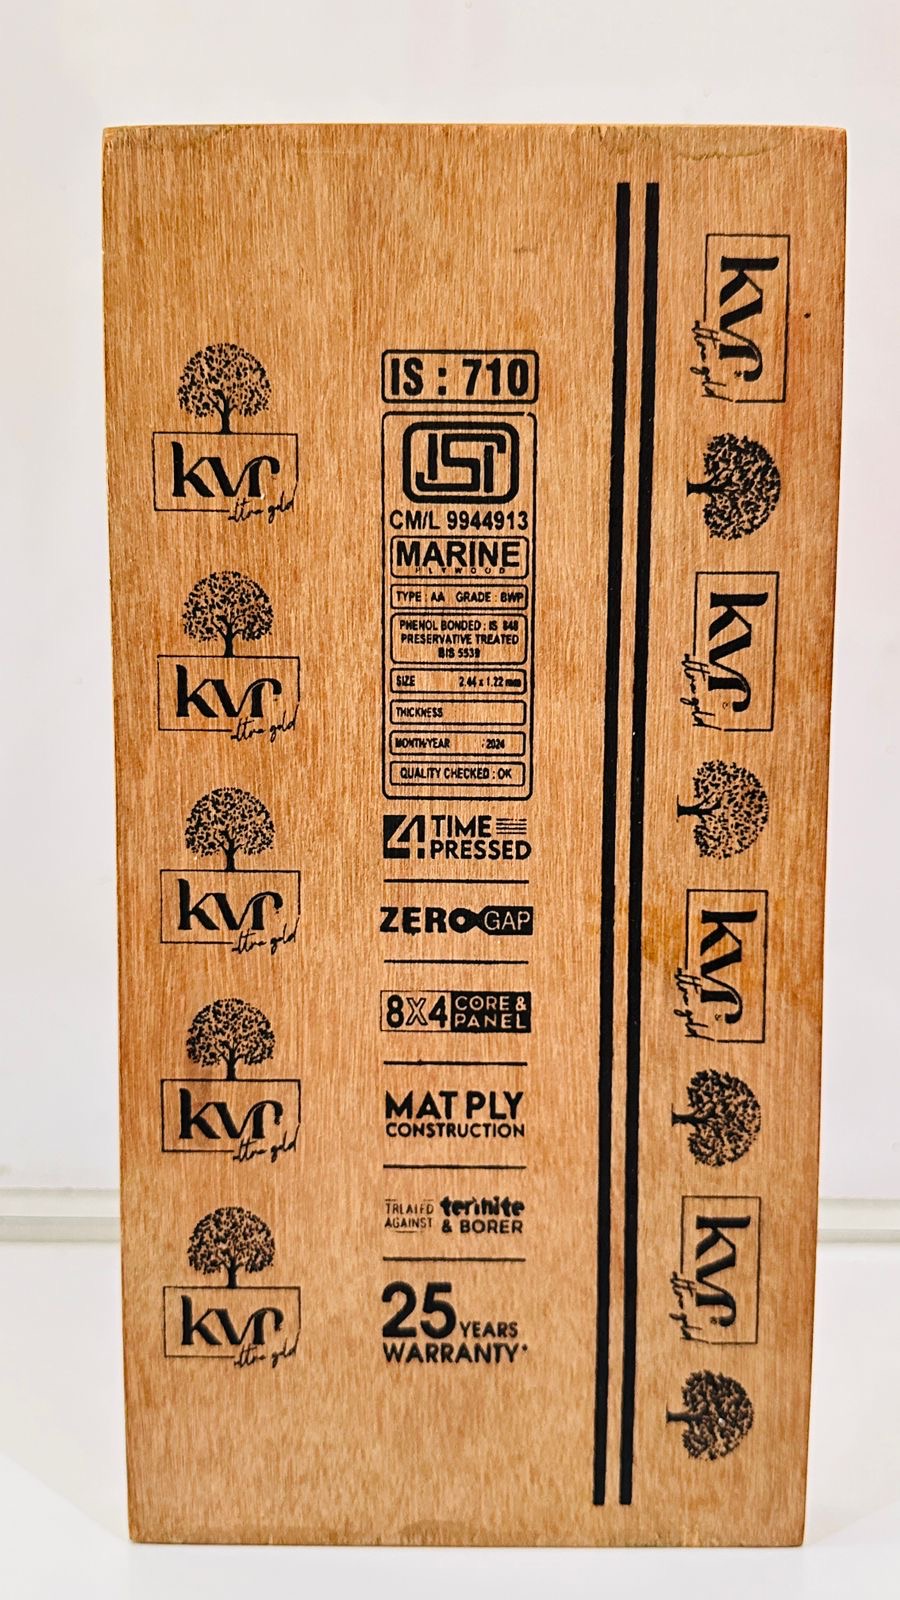 kvr
ultra gold
kvr
ultra gold
kvr
ultra gold
kvr
ultra gold
kvr
ultra gold
IS : 710
ISI
CM/L 9944913
MARINE
PLYWOOD
TYPE : AA GRADE : BWP
PHENOL BONDED : IS 848
PRESERVATIVE TREATED
BIS 5539
SIZE 2.44 x 1.22 mm
THICKNESS
MONTH/YEAR : 2024
QUALITY CHECKED : OK
4 TIME
PRESSED
ZERO GAP
8X4 CORE &
PANEL
MAT PLY
CONSTRUCTION
TREATED
AGAINST
termite
& BORER
25 YEARS
WARRANTY*
kvr
ultra gold
kvr
ultra gold
kvr
ultra gold
kvr
ultra gold